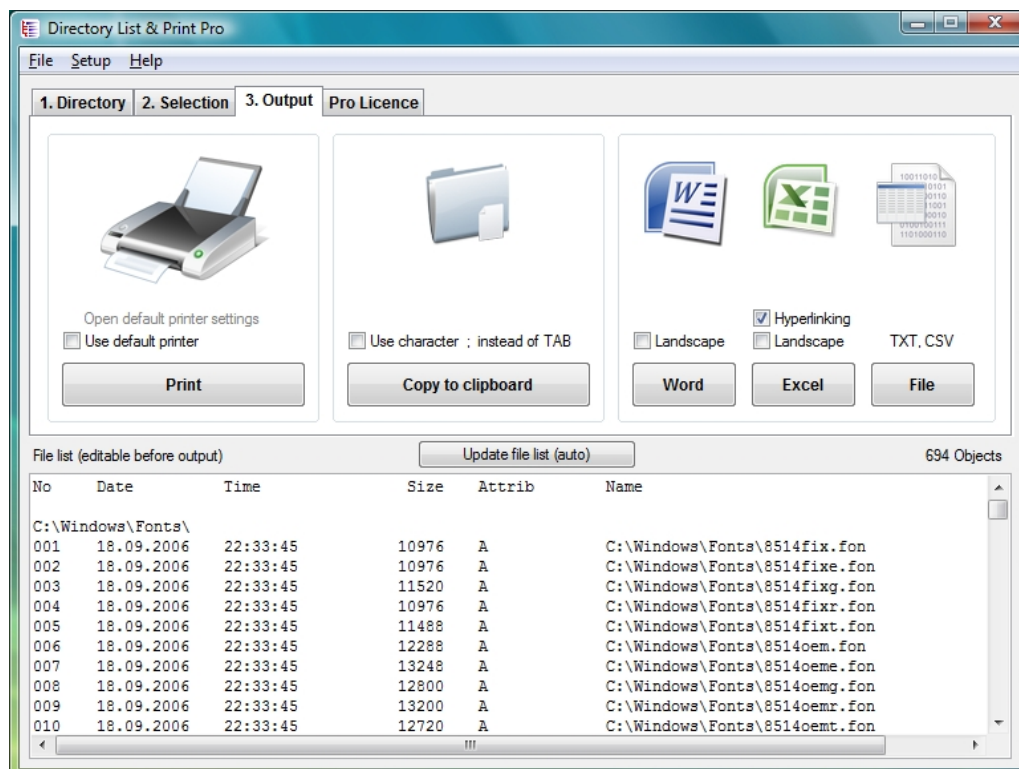 Directory List & Print Pro
File Setup Help
1. Directory 2. Selection 3. Output Pro Licence
W
X
10011010
0101
00110
11001
00010
0100100111
1101000110
Open default printer settings
Use default printer
Use character ; instead of TAB
Hyperlinking
Landscape
Landscape
TXT, CSV
Print
Copy to clipboard
Word
Excel
File
File list (editable before output) Update file list (auto) 694 Objects
No Date Time Size Attrib Name
C:\Windows\Fonts\
001 18.09.2006 22:33:45 10976 A C:\Windows\Fonts\8514fix.fon
002 18.09.2006 22:33:45 10976 A C:\Windows\Fonts\8514fixe.fon
003 18.09.2006 22:33:45 11520 A C:\Windows\Fonts\8514fixg.fon
004 18.09.2006 22:33:45 10976 A C:\Windows\Fonts\8514fixr.fon
005 18.09.2006 22:33:45 11488 A C:\Windows\Fonts\8514fixt.fon
006 18.09.2006 22:33:45 12288 A C:\Windows\Fonts\8514oem.fon
007 18.09.2006 22:33:45 13248 A C:\Windows\Fonts\8514oeme.fon
008 18.09.2006 22:33:45 12800 A C:\Windows\Fonts\8514oemg.fon
009 18.09.2006 22:33:45 13200 A C:\Windows\Fonts\8514oemr.fon
010 18.09.2006 22:33:45 12720 A C:\Windows\Fonts\8514oemt.fon